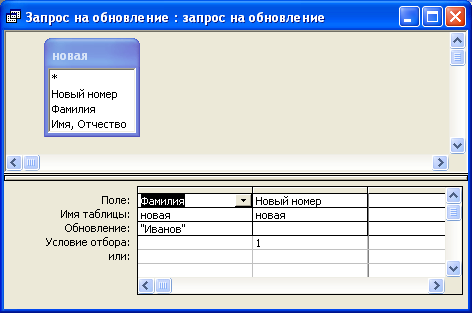 Запрос на обновление : запрос на обновление
новая
*
Новый номер
Фамилия
Имя, Отчество
Поле: Фамилия Новый номер
Имя таблицы: новая новая
Обновление: "Иванов"
Условие отбора: 1
или: